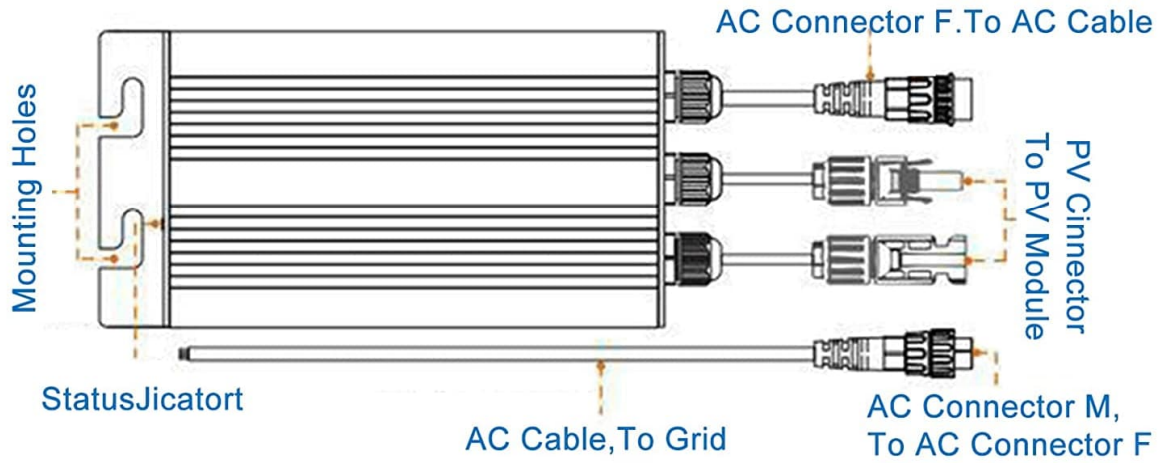 AC Connector F.To AC Cable
Mounting Holes
PV Cinnector
To PV Module
StatusJicatort
AC Cable,To Grid
AC Connector M,
To AC Connector F